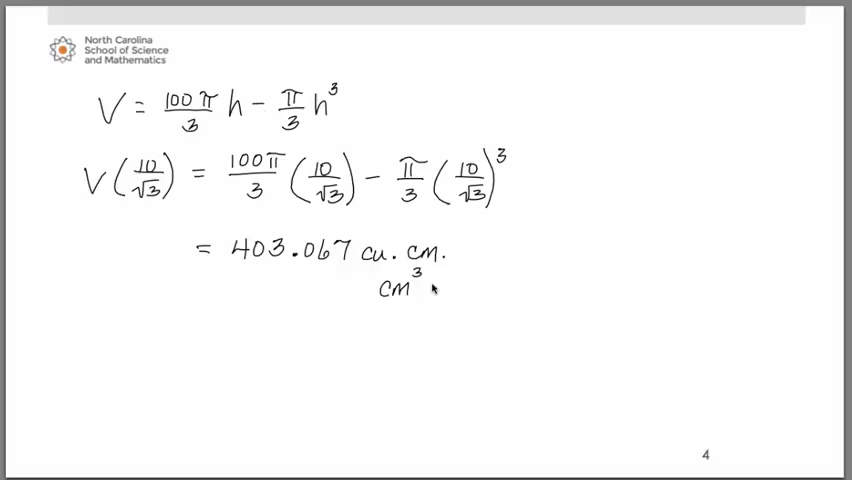 North Carolina
School of Science
and Mathematics
V = 100π/3 h − π/3 h³
V(10/√3) = 100π/3 (10/√3) − π/3 (10/√3)³
= 403.067 cu. cm.
cm³
4